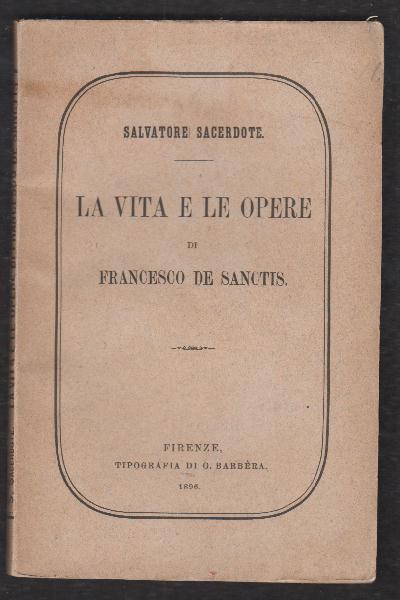 SALVATORE SACERDOTE.
LA VITA E LE OPERE
DI
FRANCESCO DE SANCTIS.
FIRENZE,
TIPOGRAFIA DI G. BARBÈRA.
1896.